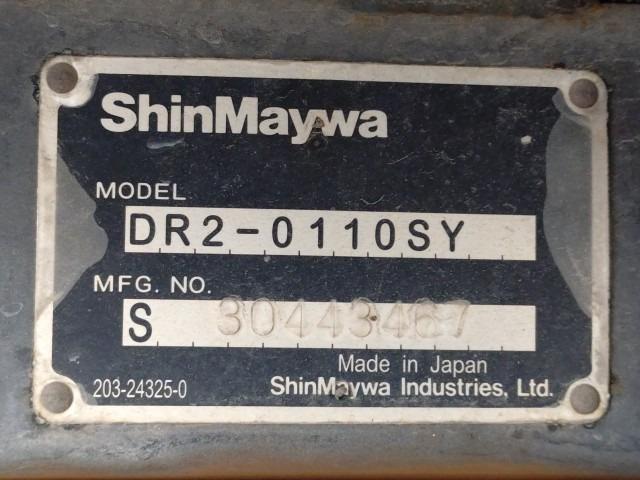 ShinMaywa
MODEL
DR2-0110SY
MFG. NO.
S 30443467
Made in Japan
203-24325-0 ShinMaywa Industries, Ltd.